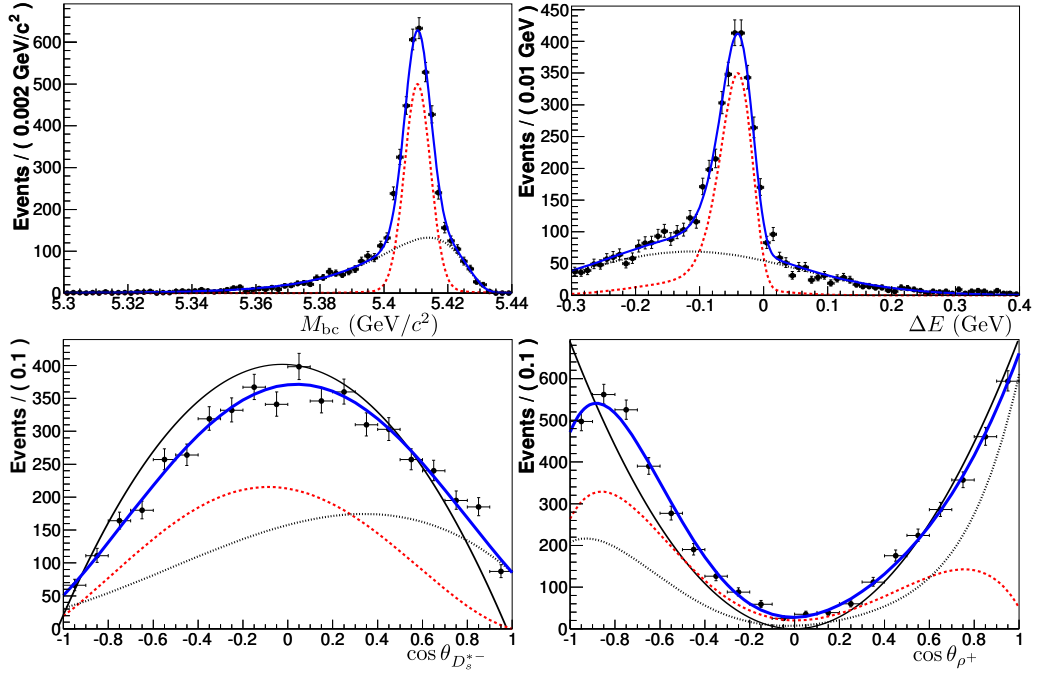 Events / ( 0.002 GeV/c²)
600
500
400
300
200
100
0
5.3 5.32 5.34 5.36 5.38 5.4 5.42 5.44
M_bc (GeV/c²)
Events / ( 0.01 GeV)
450
400
350
300
250
200
150
100
50
0
-0.3 -0.2 -0.1 0 0.1 0.2 0.3 0.4
ΔE (GeV)
Events / ( 0.1)
400
350
300
250
200
150
100
50
0
-1 -0.8 -0.6 -0.4 -0.2 0 0.2 0.4 0.6 0.8 1
cos θ_{D_s^{*-}}
Events / ( 0.1)
600
500
400
300
200
100
0
-1 -0.8 -0.6 -0.4 -0.2 0 0.2 0.4 0.6 0.8 1
cos θ_{ρ^+}